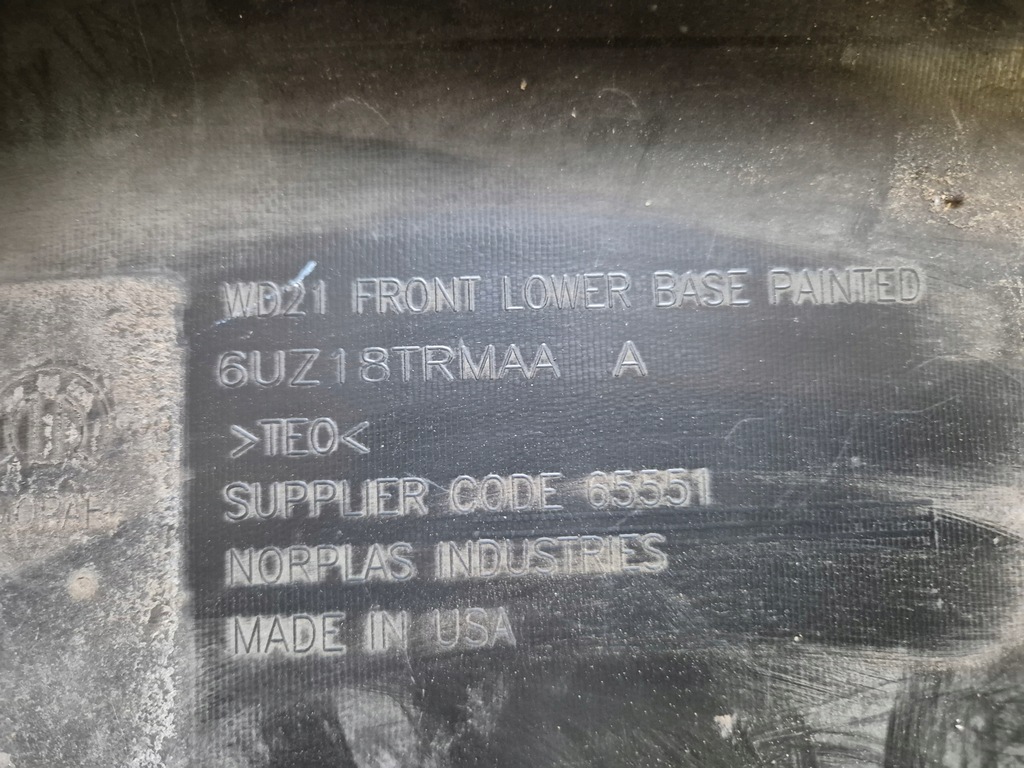 WD21 FRONT LOWER BASE PAINTED
6UZ18TRMAA A
>TEO<
SUPPLIER CODE 65551
NORPLAS INDUSTRIES
MADE IN USA